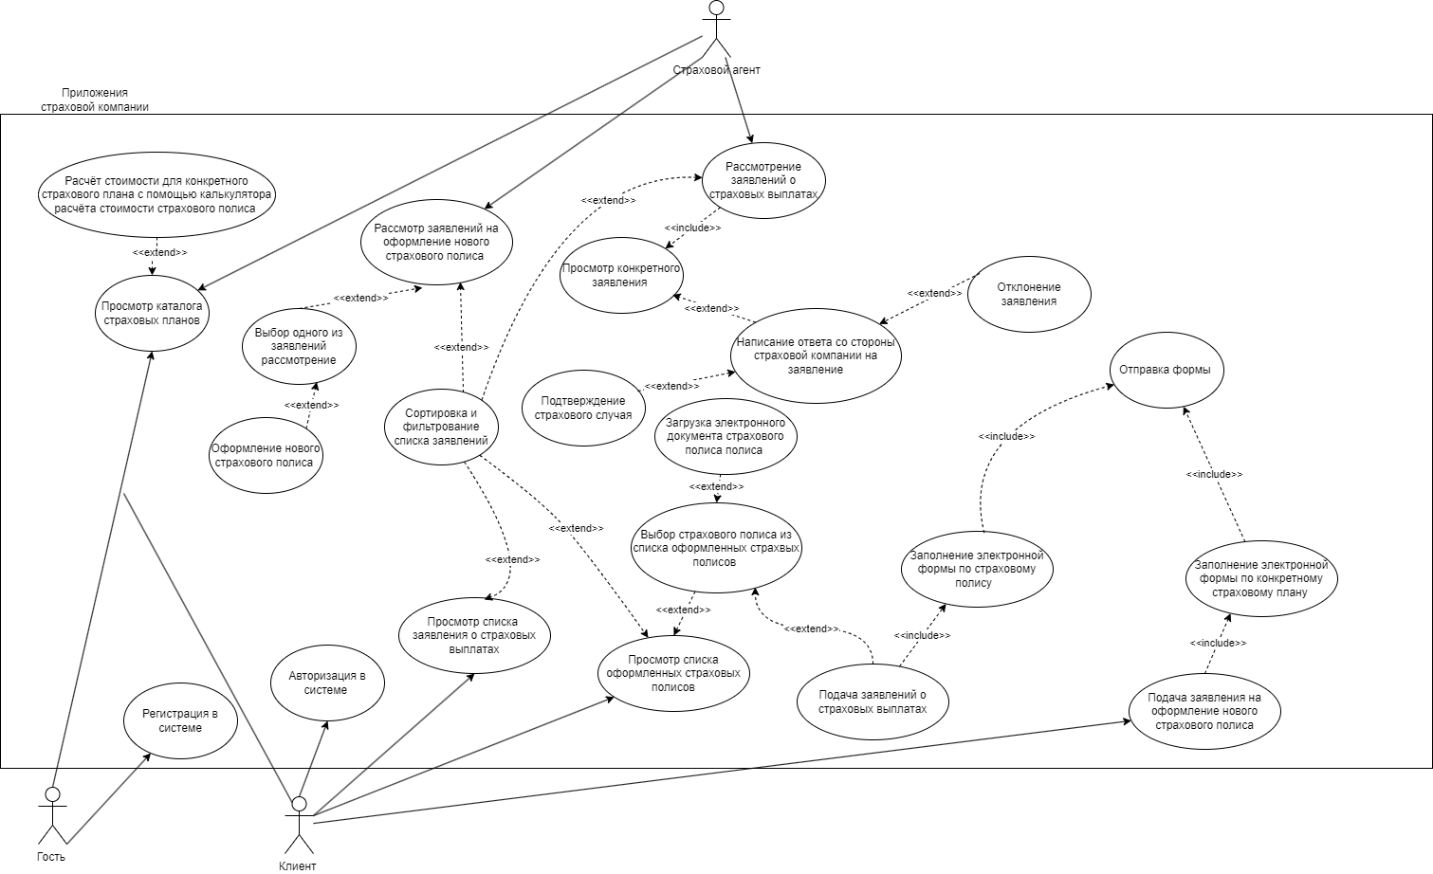 Страховой агент
Приложения
страховой компании
Расчёт стоимости для конкретного
страхового плана с помощью калькулятора
расчёта стоимости страхового полиса
<<extend>>
Просмотр каталога
страховых планов
Рассмотр заявлений на
оформление нового
страхового полиса
<<extend>>
Выбор одного из
заявлений
рассмотрение
<<extend>>
Оформление нового
страхового полиса
<<extend>>
Сортировка и
фильтрование
списка заявлений
<<extend>>
Рассмотрение
заявлений о
страховых выплатах
<<include>>
Просмотр конкретного
заявления
<<extend>>
Написание ответа со стороны
страховой компании на
заявление
<<extend>>
Отклонение
заявления
<<extend>>
Подтверждение
страхового случая
Загрузка электронного
документа страхового
полиса полиса
<<extend>>
Выбор страхового полиса из
списка оформленных страхвых
полисов
<<extend>>
<<extend>>
<<extend>>
<<extend>>
Просмотр списка
заявления о страховых
выплатах
Просмотр списка
оформленных страховых
полисов
Отправка формы
<<include>>
<<include>>
Заполнение электронной
формы по страховому
полису
Заполнение электронной
формы по конкретному
страховому плану
<<include>>
<<include>>
Подача заявлений о
страховых выплатах
Подача заявления на
оформление нового
страхового полиса
Авторизация в
системе
Регистрация в
системе
Гость
Клиент